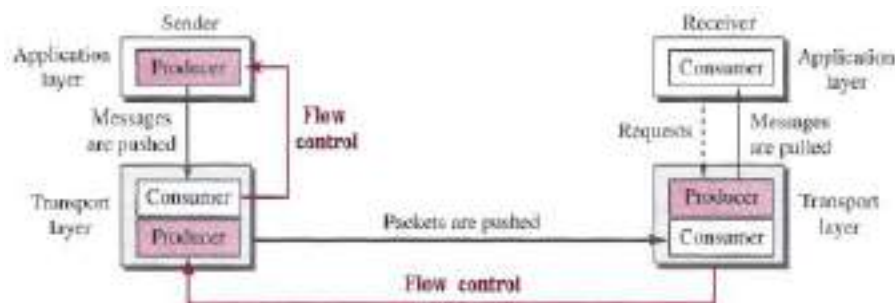 Sender
Receiver
Application
layer
Producer
Consumer
Application
layer
Messages
are pushed
Flow
control
Requests
Messages
are pulled
Transport
layer
Consumer
Producer
Packets are pushed
Producer
Consumer
Transport
layer
Flow control